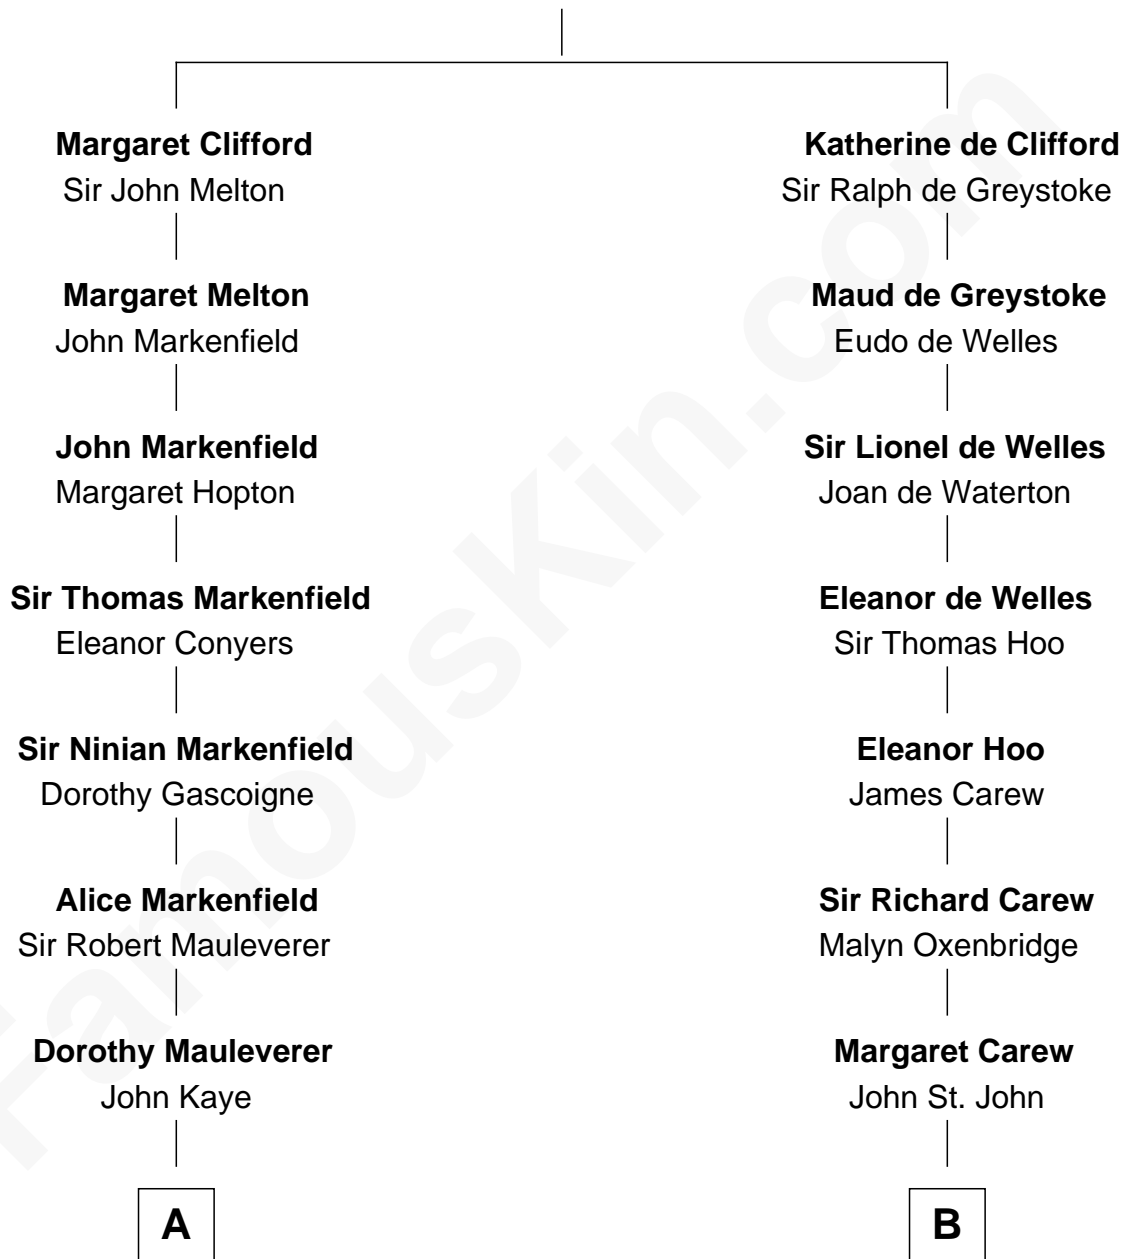 Margaret Clifford
Sir John Melton
Margaret Melton
John Markenfield
John Markenfield
Margaret Hopton
Sir Thomas Markenfield
Eleanor Conyers
Sir Ninian Markenfield
Dorothy Gascoigne
Alice Markenfield
Sir Robert Mauleverer
Dorothy Mauleverer
John Kaye
A
Katherine de Clifford
Sir Ralph de Greystoke
Maud de Greystoke
Eudo de Welles
Sir Lionel de Welles
Joan de Waterton
Eleanor de Welles
Sir Thomas Hoo
Eleanor Hoo
James Carew
Sir Richard Carew
Malyn Oxenbridge
Margaret Carew
John St. John
B
FamousKin.com